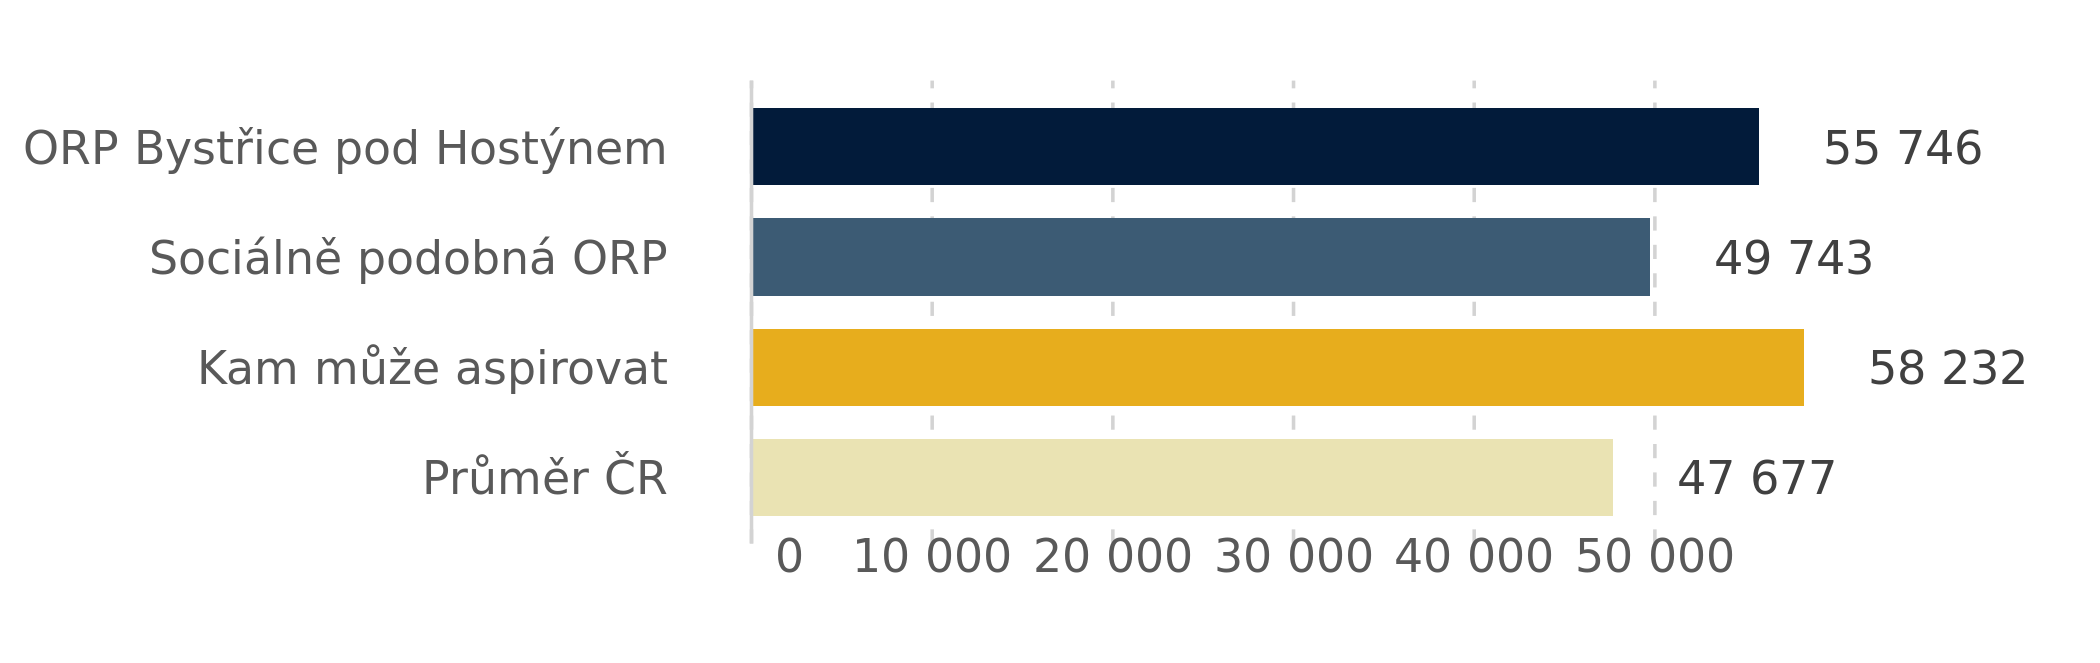 ORP Bystřice pod Hostýnem 55 746
Sociálně podobná ORP 49 743
Kam může aspirovat 58 232
Průměr ČR 47 677
0 10 000 20 000 30 000 40 000 50 000